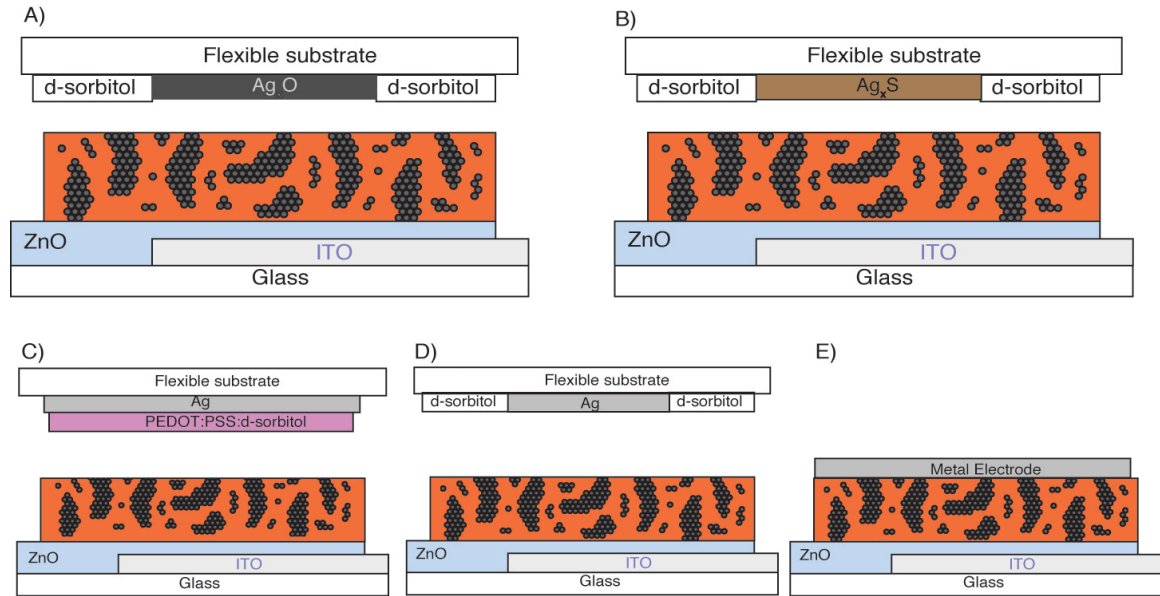 A)
Flexible substrate
d-sorbitol
Ag O
d-sorbitol
ZnO
ITO
Glass
B)
Flexible substrate
d-sorbitol
AgxS
d-sorbitol
ZnO
ITO
Glass
C)
Flexible substrate
Ag
PEDOT:PSS:d-sorbitol
ZnO
ITO
Glass
D)
Flexible substrate
d-sorbitol
Ag
d-sorbitol
ZnO
ITO
Glass
E)
Metal Electrode
ZnO
ITO
Glass